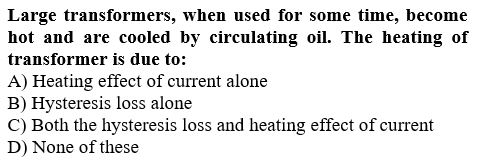 Large transformers, when used for some time, become
hot and are cooled by circulating oil. The heating of
transformer is due to:
A) Heating effect of current alone
B) Hysteresis loss alone
C) Both the hysteresis loss and heating effect of current
D) None of these